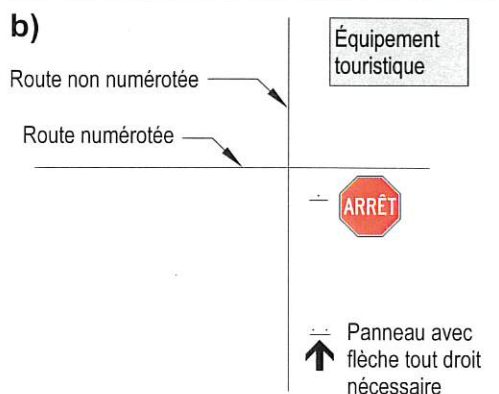 b)
Équipement
touristique
Route non numérotée
Route numérotée
ARRÊT
Panneau avec
flèche tout droit
nécessaire